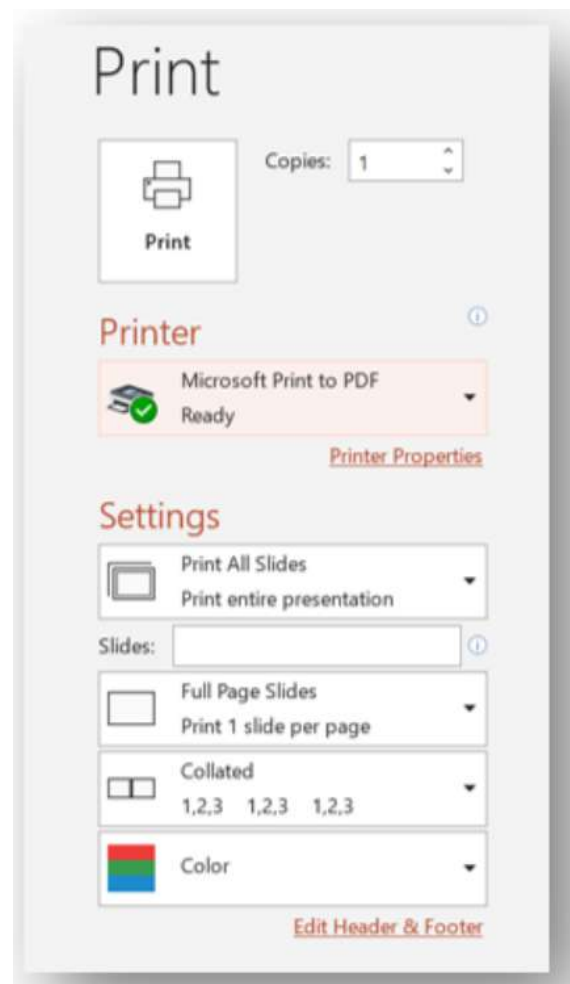 Print
Copies: 1
Print
Printer
Microsoft Print to PDF
Ready
Printer Properties
Settings
Print All Slides
Print entire presentation
Slides:
Full Page Slides
Print 1 slide per page
Collated
1,2,3 1,2,3 1,2,3
Color
Edit Header & Footer